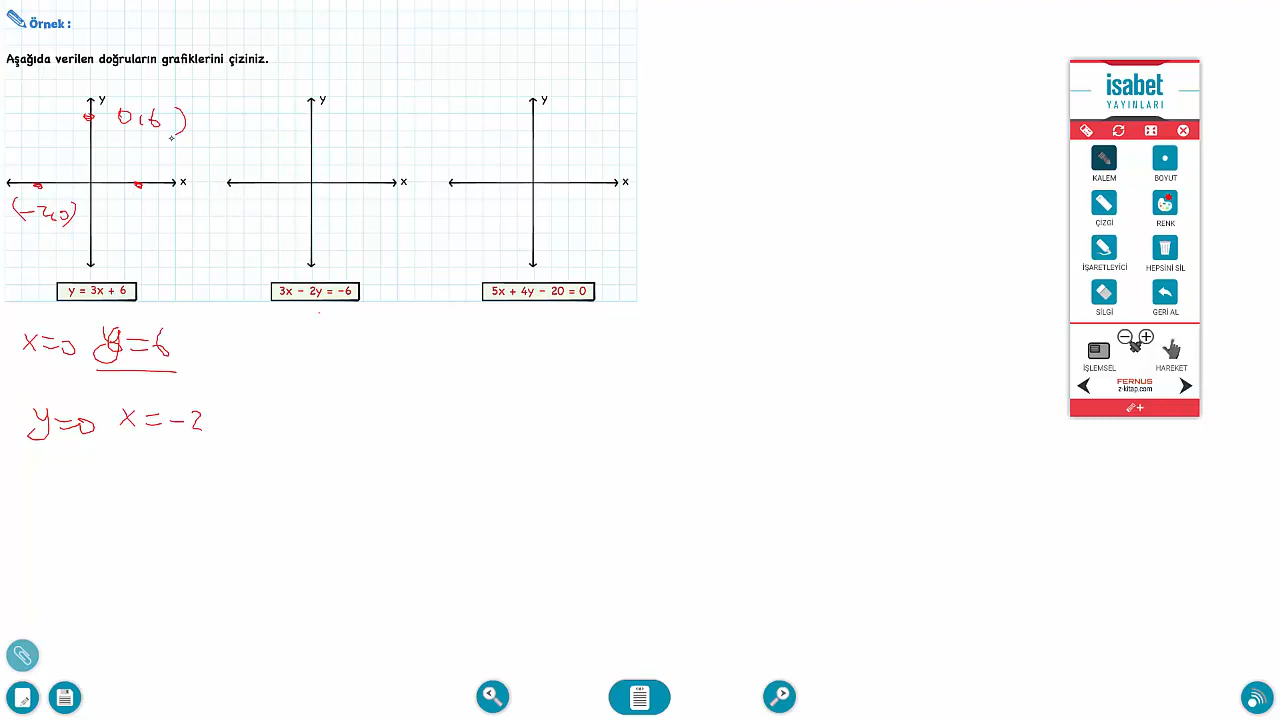 Örnek :
Aşağıda verilen doğruların grafiklerini çiziniz.
y
0,6)
x
(-2,0)
y = 3x + 6
y
x
3x - 2y = -6
y
x
5x + 4y - 20 = 0
x=0 y=6
y=0 x=-2
isabet
YAYINLARI
KALEM
BOYUT
ÇİZGİ
RENK
İŞARETLEYİCİ
HEPSİNİ SİL
SİLGİ
GERİ AL
İŞLEMSEL
HAREKET
FERNUS
z-kitap.com